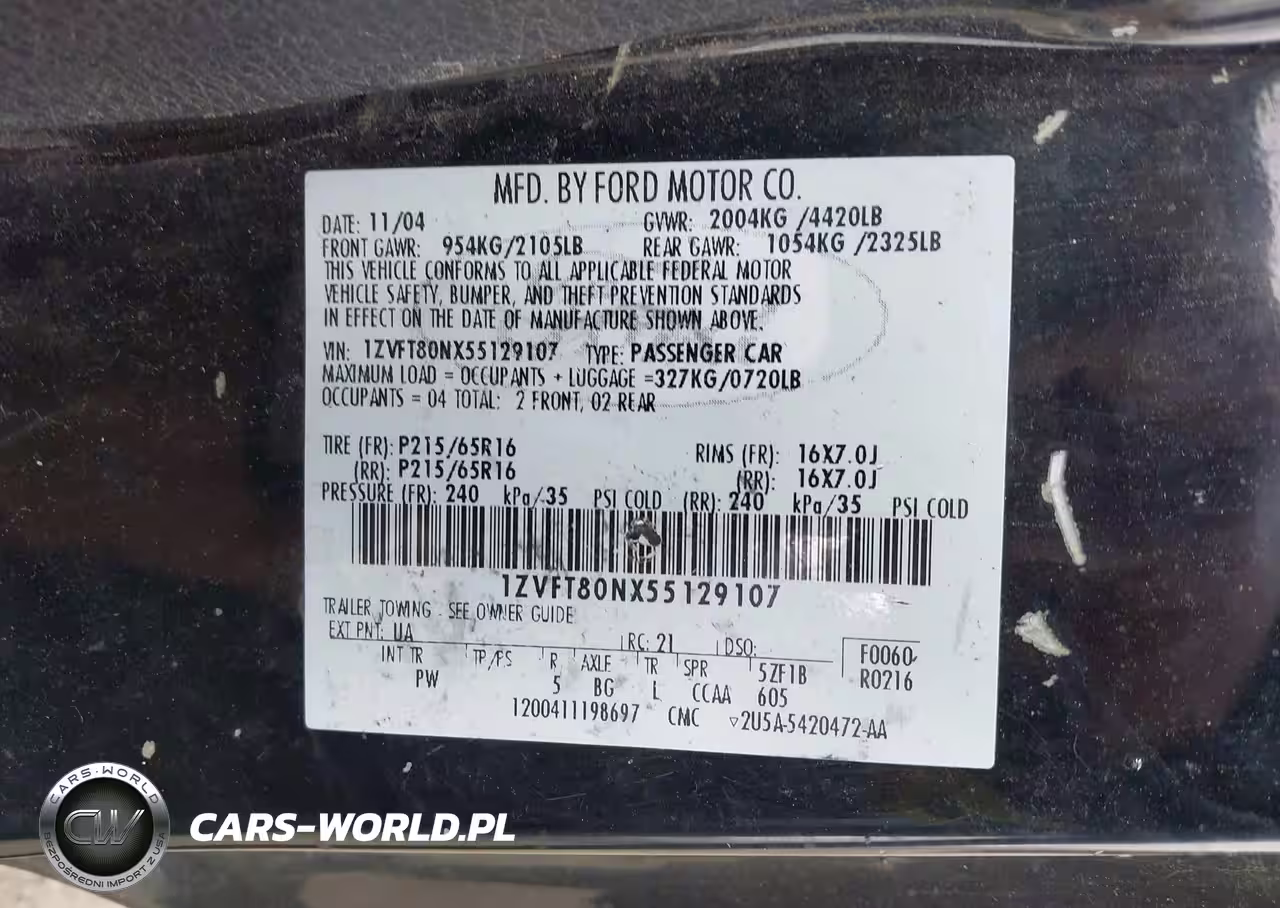 MFD. BY FORD MOTOR CO.
DATE: 11/04 GVWR: 2004KG /4420LB
FRONT GAWR: 954KG/2105LB REAR GAWR: 1054KG /2325LB
THIS VEHICLE CONFORMS TO ALL APPLICABLE FEDERAL MOTOR
VEHICLE SAFETY, BUMPER, AND THEFT PREVENTION STANDARDS
IN EFFECT ON THE DATE OF MANUFACTURE SHOWN ABOVE.
VIN: 1ZVFT80NX55129107 TYPE: PASSENGER CAR
MAXIMUM LOAD = OCCUPANTS + LUGGAGE =327KG/0720LB
OCCUPANTS = 04 TOTAL: 2 FRONT, 02 REAR
TIRE (FR): P215/65R16 RIMS (FR): 16X7.0J
(RR): P215/65R16 (RR): 16X7.0J
PRESSURE (FR): 240 kPa/35 PSI COLD (RR): 240 kPa/35 PSI COLD
1ZVFT80NX55129107
TRAILER TOWING - SEE OWNER GUIDE
EXT PNT: UA RC: 21 DSO: F0060
INT TR TP/PS R AXLE TR SPR 5ZF1B R0216
PW 5 BG L CCAA 605
1200411198697 CMC ▿2U5A-5420472-AA
CARS-WORLD
CW
BEZPOŚREDNI IMPORT Z USA
CARS-WORLD.PL